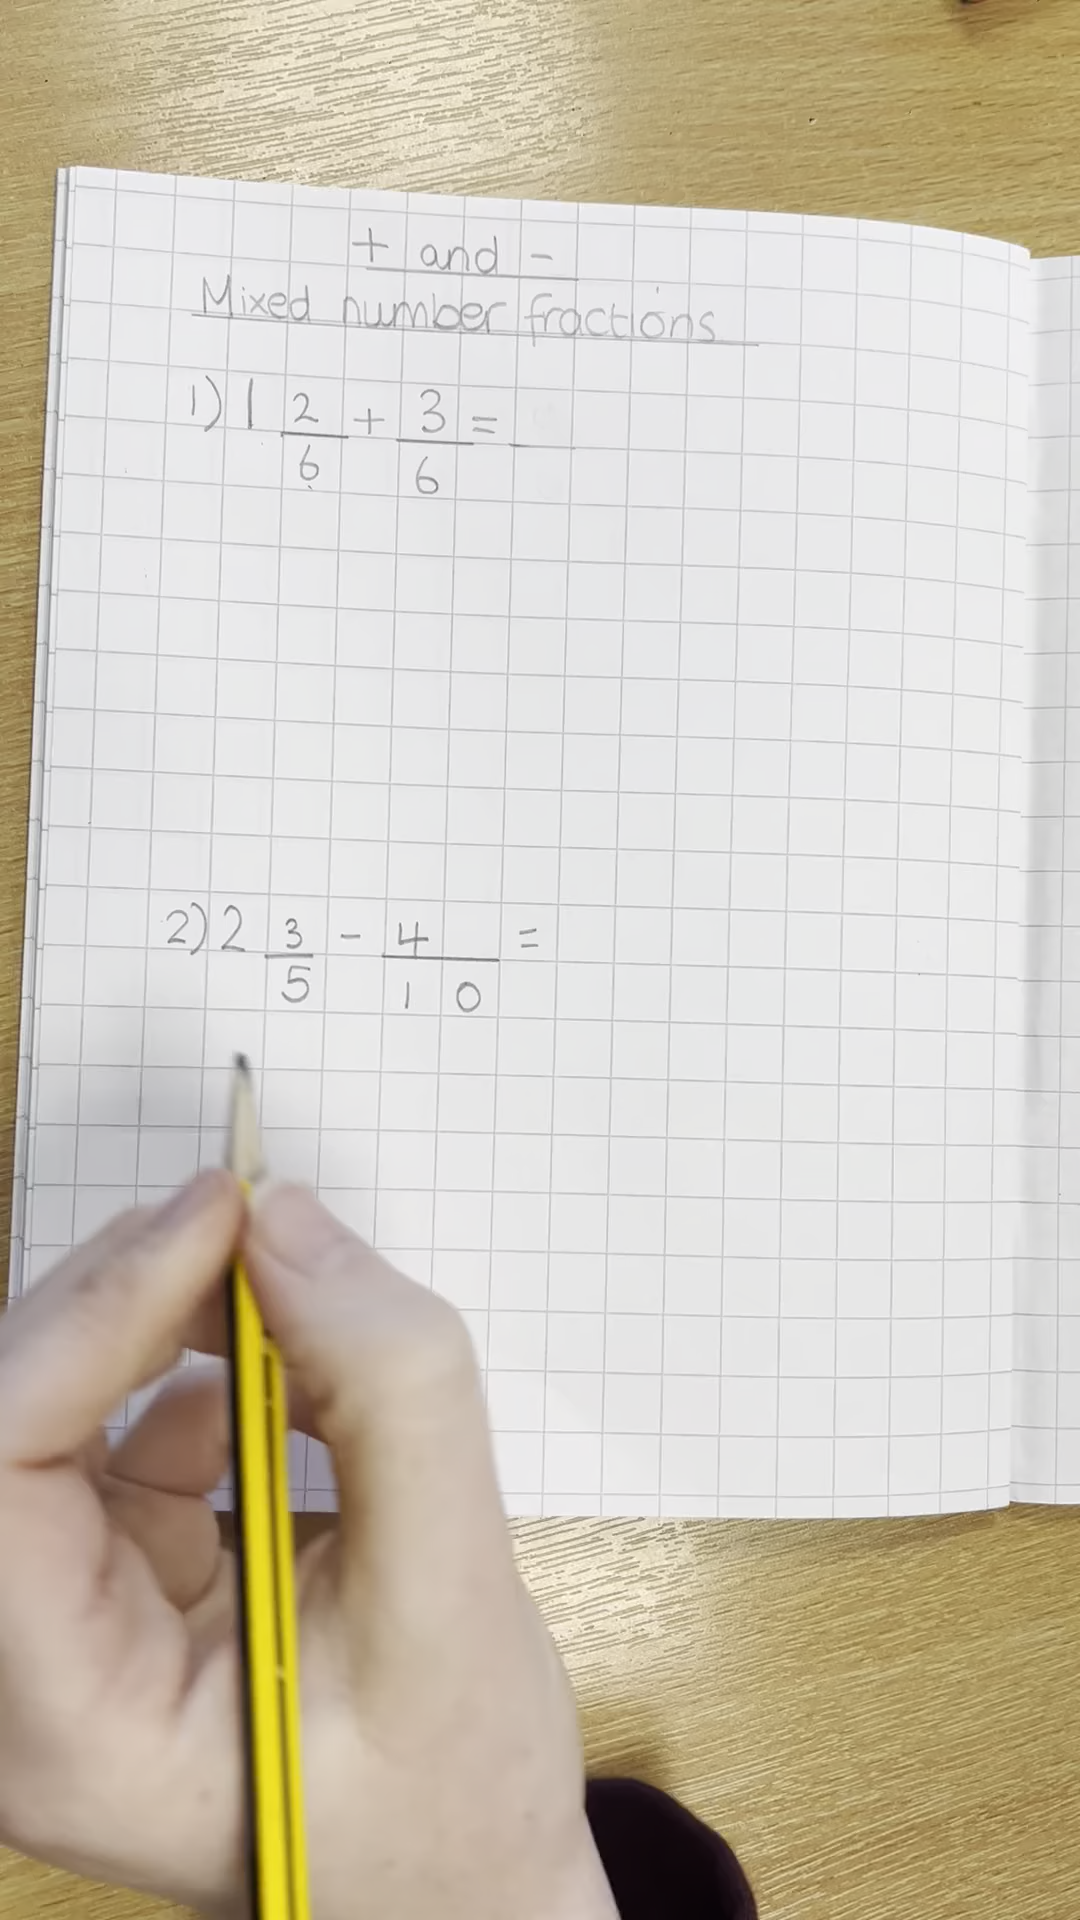 + and -
Mixed number fractions
1) 1 2/6 + 3/6 =
2) 2 3/5 - 4/10 =